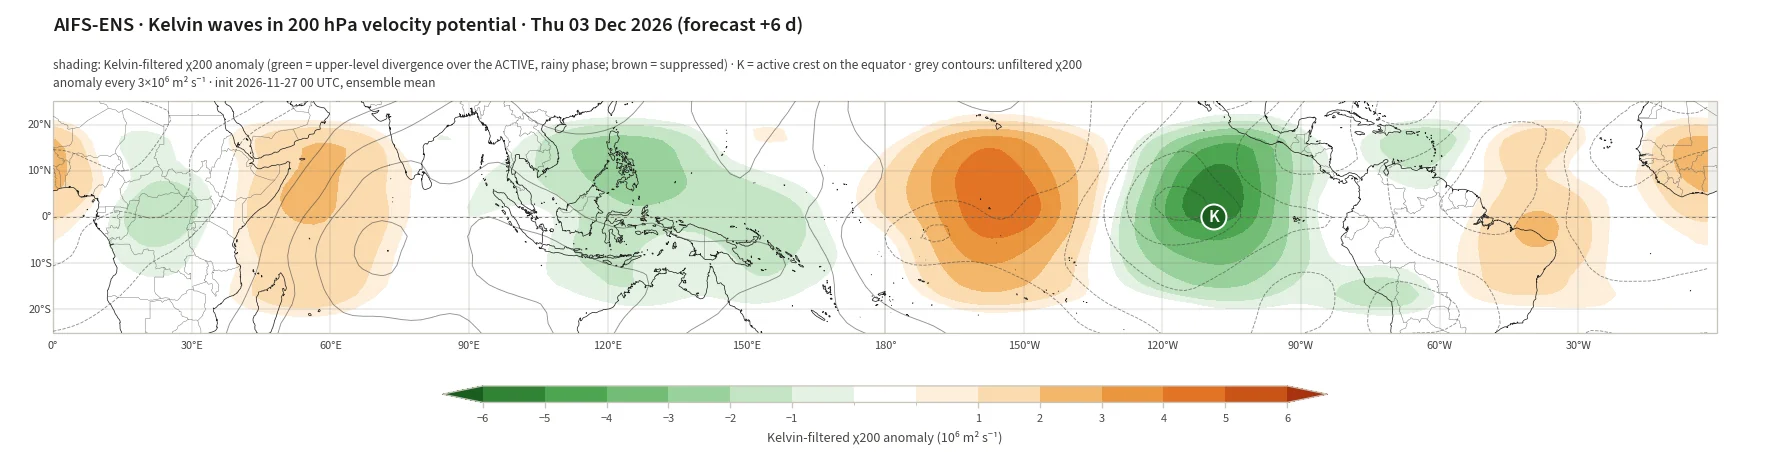 AIFS-ENS · Kelvin waves in 200 hPa velocity potential · Thu 03 Dec 2026 (forecast +6 d)
shading: Kelvin-filtered χ200 anomaly (green = upper-level divergence over the ACTIVE, rainy phase; brown = suppressed) · K = active crest on the equator · grey contours: unfiltered χ200
anomaly every 3×10⁶ m² s⁻¹ · init 2026-11-27 00 UTC, ensemble mean
20°N
10°N
0°
10°S
20°S
K
0° 30°E 60°E 90°E 120°E 150°E 180° 150°W 120°W 90°W 60°W 30°W
−6 −5 −4 −3 −2 −1 1 2 3 4 5 6
Kelvin-filtered χ200 anomaly (10⁶ m² s⁻¹)